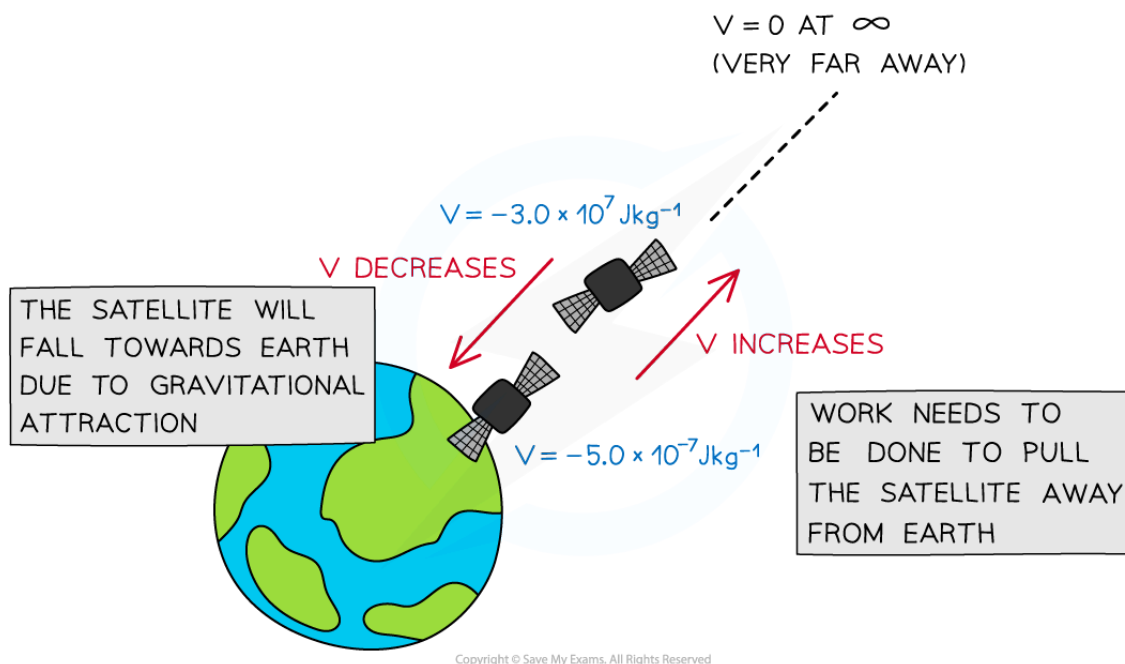 V = 0 AT ∞
(VERY FAR AWAY)
V = −3.0 × 10⁷ Jkg⁻¹
V DECREASES
THE SATELLITE WILL
FALL TOWARDS EARTH
DUE TO GRAVITATIONAL
ATTRACTION
V INCREASES
V = −5.0 × 10⁻⁷ Jkg⁻¹
WORK NEEDS TO
BE DONE TO PULL
THE SATELLITE AWAY
FROM EARTH
Copyright © Save My Exams. All Rights Reserved